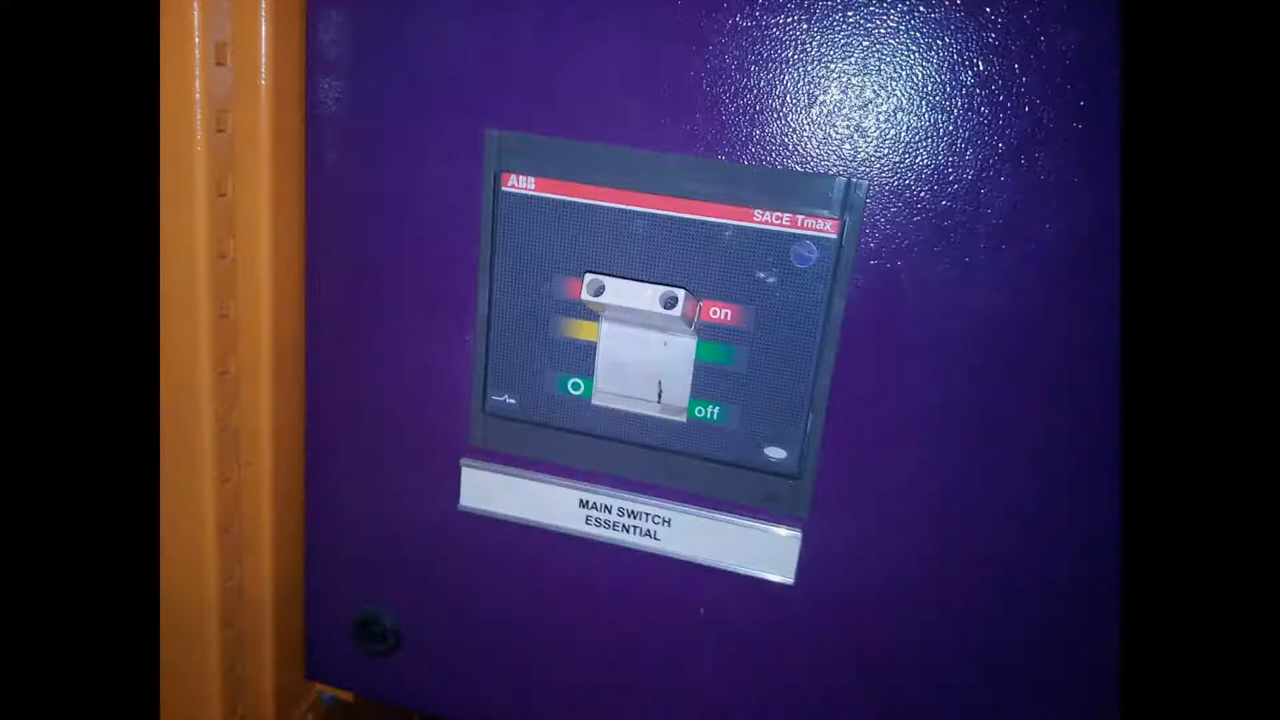 ABB
SACE Tmax
on
O
off
MAIN SWITCH
ESSENTIAL